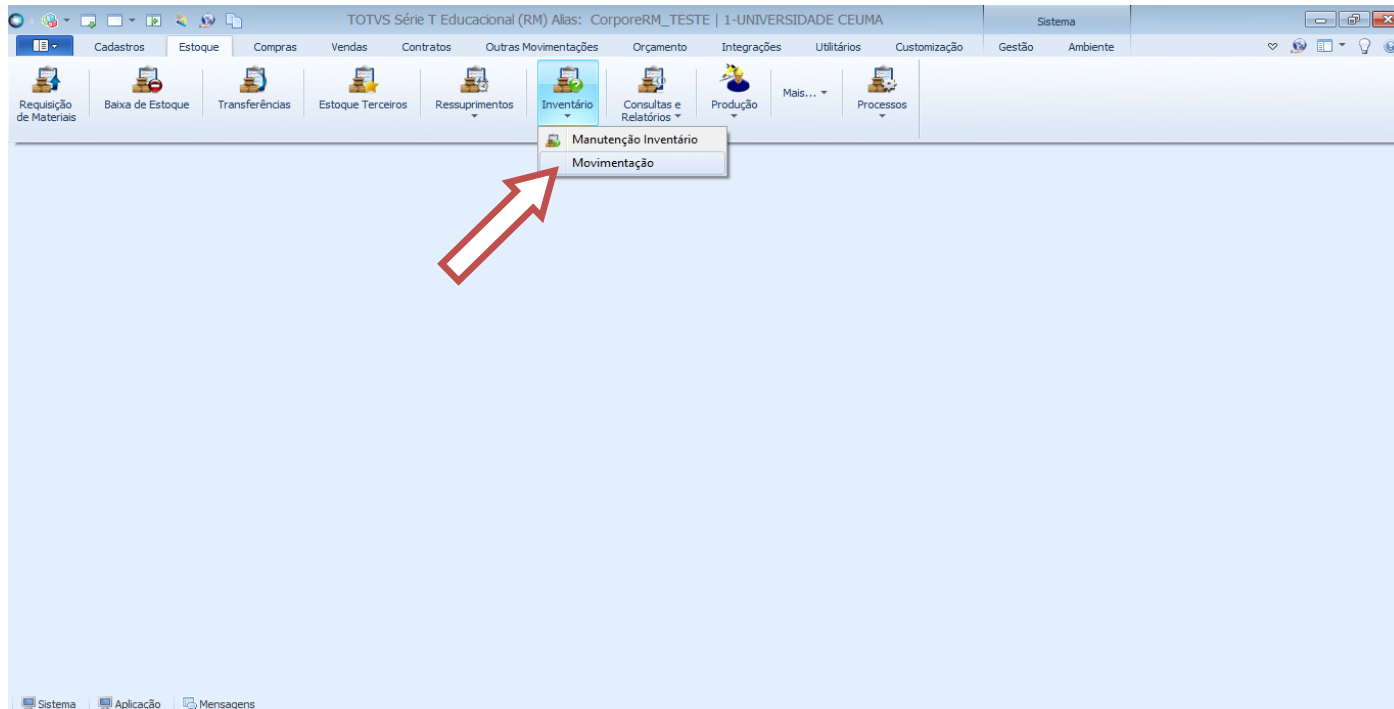 TOTVS Série T Educacional (RM) Alias: CorporeRM_TESTE | 1-UNIVERSIDADE CEUMA
Sistema
Cadastros Estoque Compras Vendas Contratos Outras Movimentações Orçamento Integrações Utilitários Customização Gestão Ambiente
Requisição de Materiais
Baixa de Estoque
Transferências
Estoque Terceiros
Ressuprimentos
Inventário
Consultas e Relatórios
Produção
Mais...
Processos
Manutenção Inventário
Movimentação
Sistema Aplicação Mensagens